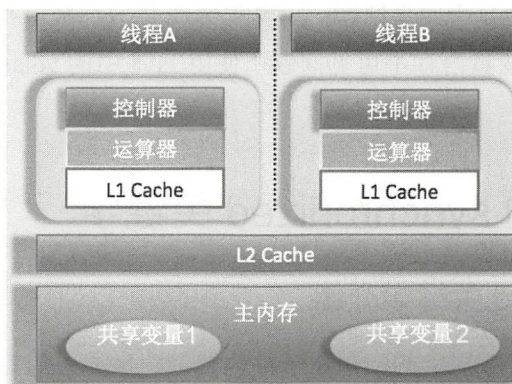 线程A
线程B
控制器
运算器
L1 Cache
控制器
运算器
L1 Cache
L2 Cache
主内存
共享变量1
共享变量2